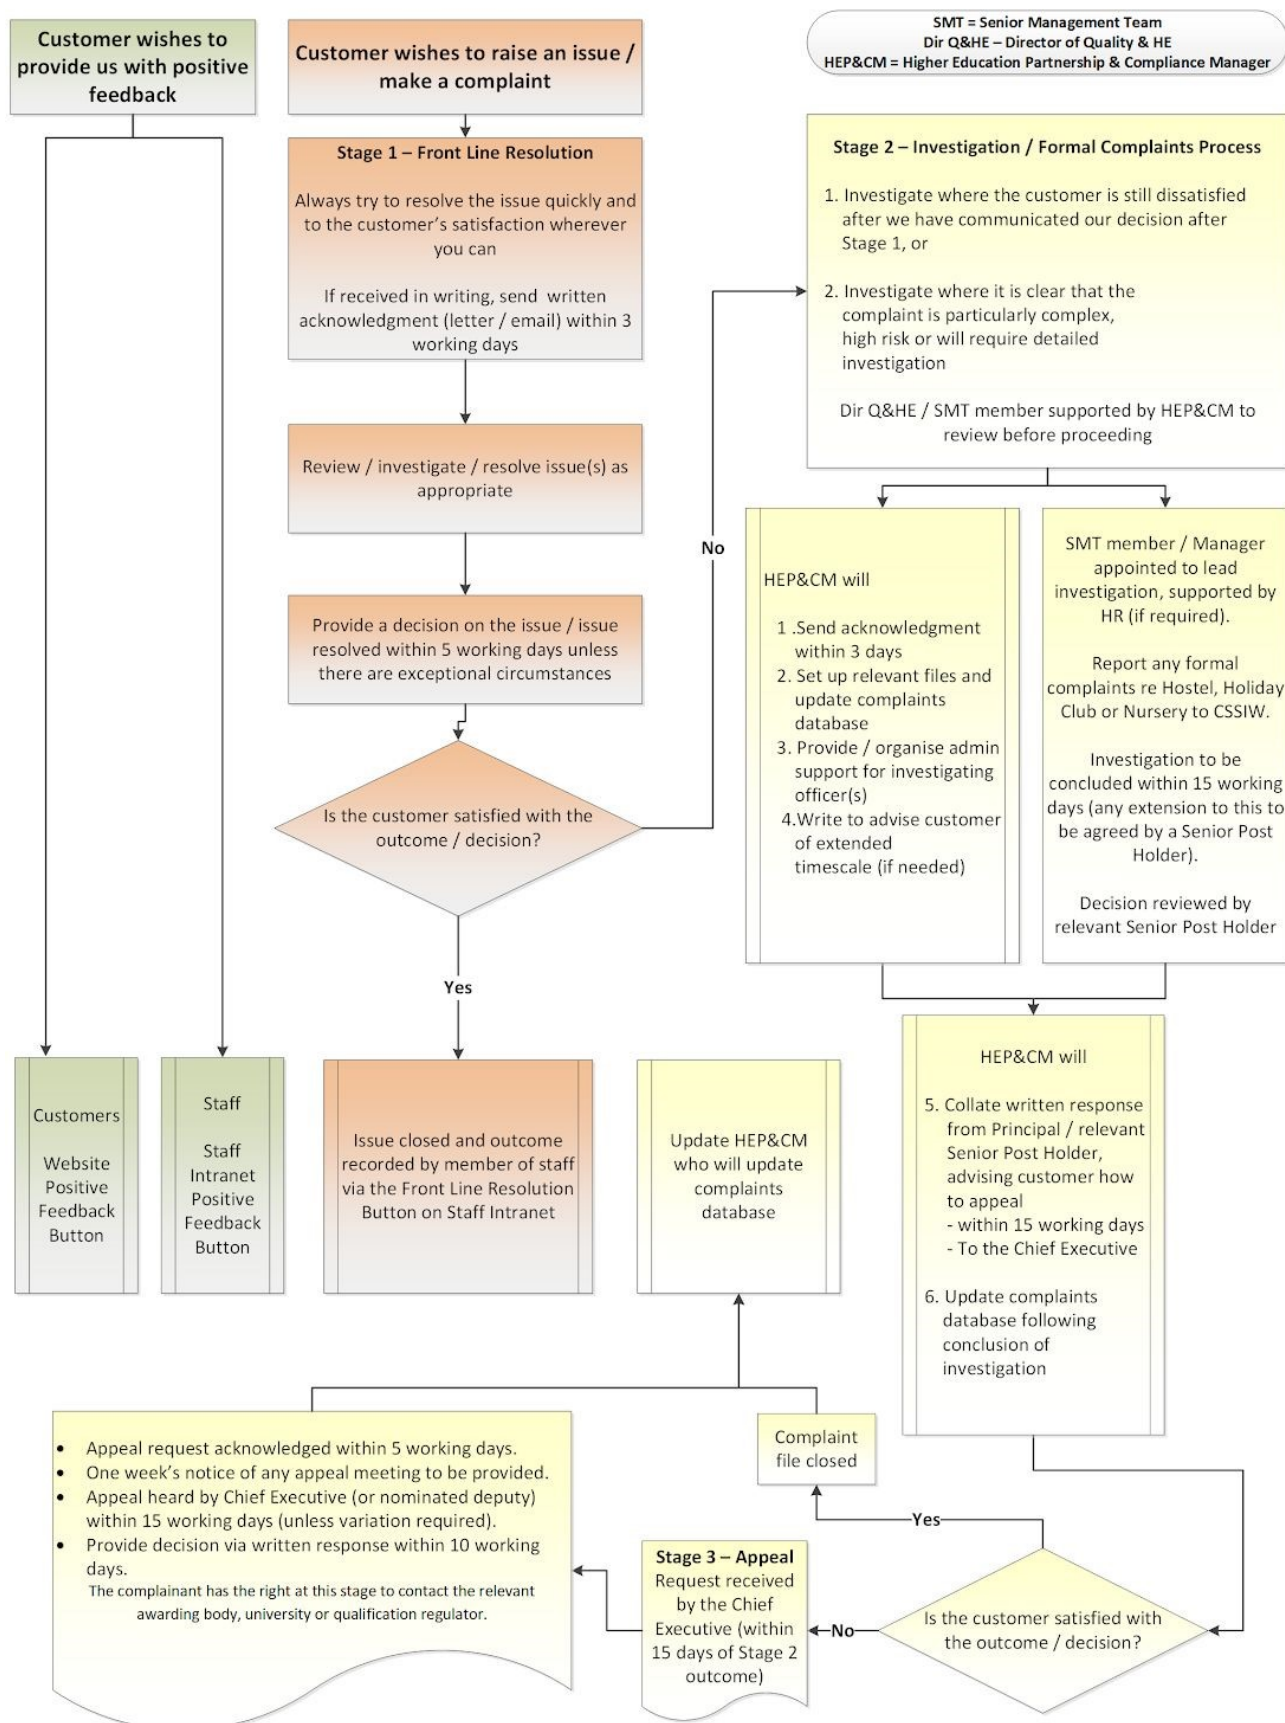 Customer wishes to
provide us with positive
feedback
Customer wishes to raise an issue /
make a complaint
SMT = Senior Management Team
Dir Q&HE – Director of Quality & HE
HEP&CM = Higher Education Partnership & Compliance Manager
Stage 1 – Front Line Resolution
Always try to resolve the issue quickly and
to the customer's satisfaction wherever
you can
If received in writing, send written
acknowledgment (letter / email) within 3
working days
Review / investigate / resolve issue(s) as
appropriate
Provide a decision on the issue / issue
resolved within 5 working days unless
there are exceptional circumstances
Is the customer satisfied with the
outcome / decision?
No
Yes
Stage 2 – Investigation / Formal Complaints Process
1. Investigate where the customer is still dissatisfied
after we have communicated our decision after
Stage 1, or
2. Investigate where it is clear that the
complaint is particularly complex,
high risk or will require detailed
investigation
Dir Q&HE / SMT member supported by HEP&CM to
review before proceeding
HEP&CM will
1 .Send acknowledgment
within 3 days
2. Set up relevant files and
update complaints
database
3. Provide / organise admin
support for investigating
officer(s)
4.Write to advise customer
of extended
timescale (if needed)
SMT member / Manager
appointed to lead
investigation, supported by
HR (if required).
Report any formal
complaints re Hostel, Holiday
Club or Nursery to CSSIW.
Investigation to be
concluded within 15 working
days (any extension to this to
be agreed by a Senior Post
Holder).
Decision reviewed by
relevant Senior Post Holder
Customers
Website
Positive
Feedback
Button
Staff
Staff
Intranet
Positive
Feedback
Button
Issue closed and outcome
recorded by member of staff
via the Front Line Resolution
Button on Staff Intranet
Update HEP&CM
who will update
complaints
database
HEP&CM will
5. Collate written response
from Principal / relevant
Senior Post Holder,
advising customer how
to appeal
- within 15 working days
- To the Chief Executive
6. Update complaints
database following
conclusion of
investigation
Complaint
file closed
Yes
Is the customer satisfied with
the outcome / decision?
No
Stage 3 – Appeal
Request received
by the Chief
Executive (within
15 days of Stage 2
outcome)
• Appeal request acknowledged within 5 working days.
• One week's notice of any appeal meeting to be provided.
• Appeal heard by Chief Executive (or nominated deputy)
within 15 working days (unless variation required).
• Provide decision via written response within 10 working
days.
The complainant has the right at this stage to contact the relevant
awarding body, university or qualification regulator.